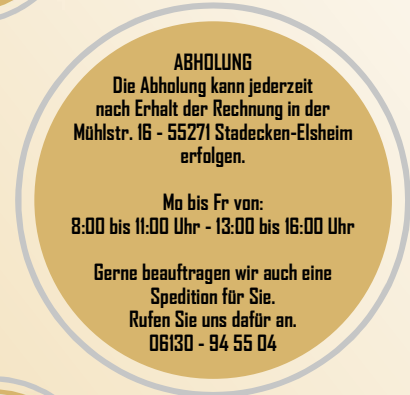 ABHOLUNG
Die Abholung kann jederzeit
nach Erhalt der Rechnung in der
Mühlstr. 16 - 55271 Stadecken-Elsheim
erfolgen.
Mo bis Fr von:
8:00 bis 11:00 Uhr - 13:00 bis 16:00 Uhr
Gerne beauftragen wir auch eine
Spedition für Sie.
Rufen Sie uns dafür an.
06130 - 94 55 04